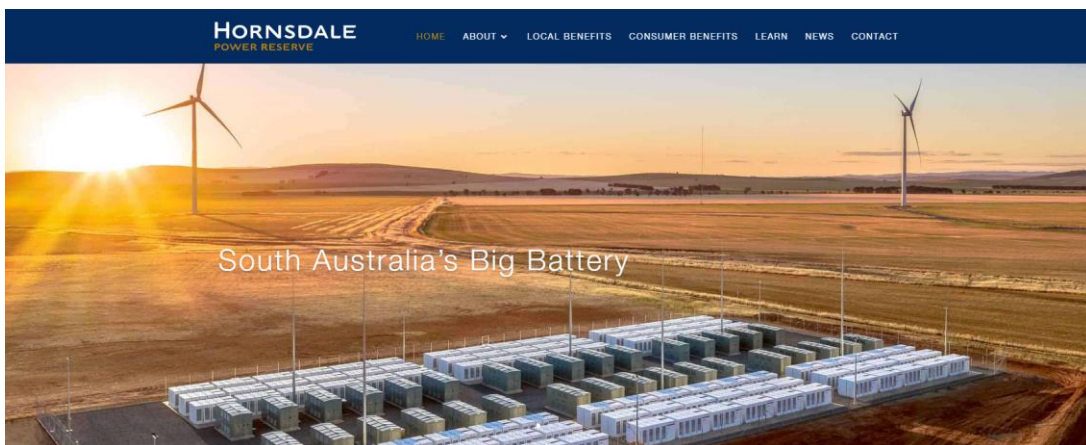 HORNSDALE
POWER RESERVE
HOME ABOUT LOCAL BENEFITS CONSUMER BENEFITS LEARN NEWS CONTACT
South Australia's Big Battery